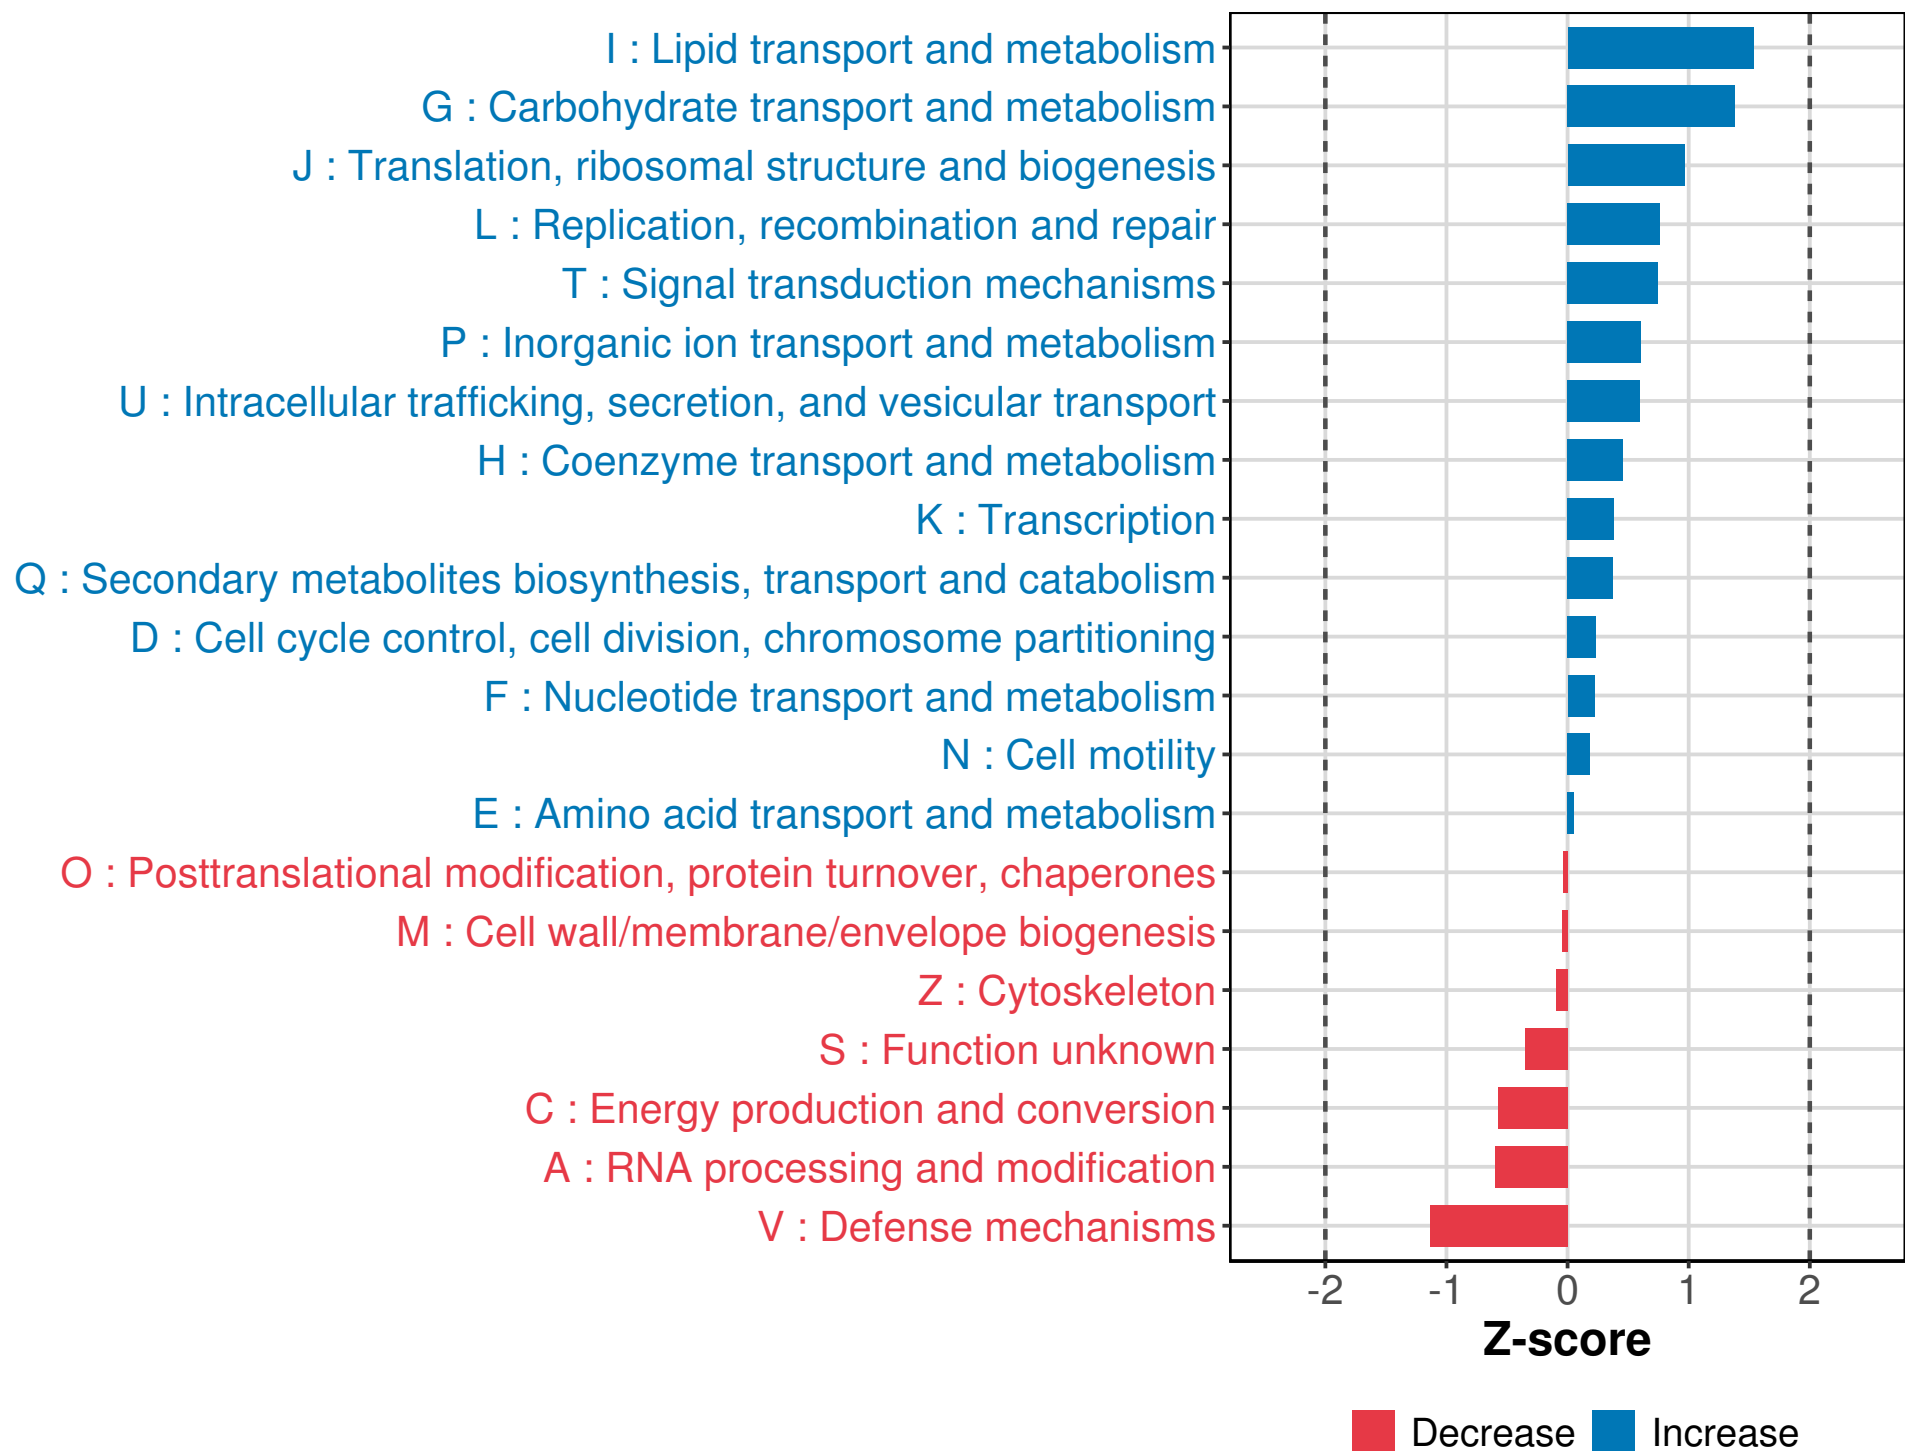 I : Lipid transport and metabolism
G : Carbohydrate transport and metabolism
J : Translation, ribosomal structure and biogenesis
L : Replication, recombination and repair
T : Signal transduction mechanisms
P : Inorganic ion transport and metabolism
U : Intracellular trafficking, secretion, and vesicular transport
H : Coenzyme transport and metabolism
K : Transcription
Q : Secondary metabolites biosynthesis, transport and catabolism
D : Cell cycle control, cell division, chromosome partitioning
F : Nucleotide transport and metabolism
N : Cell motility
E : Amino acid transport and metabolism
O : Posttranslational modification, protein turnover, chaperones
M : Cell wall/membrane/envelope biogenesis
Z : Cytoskeleton
S : Function unknown
C : Energy production and conversion
A : RNA processing and modification
V : Defense mechanisms
-2 -1 0 1 2
Z-score
Decrease Increase